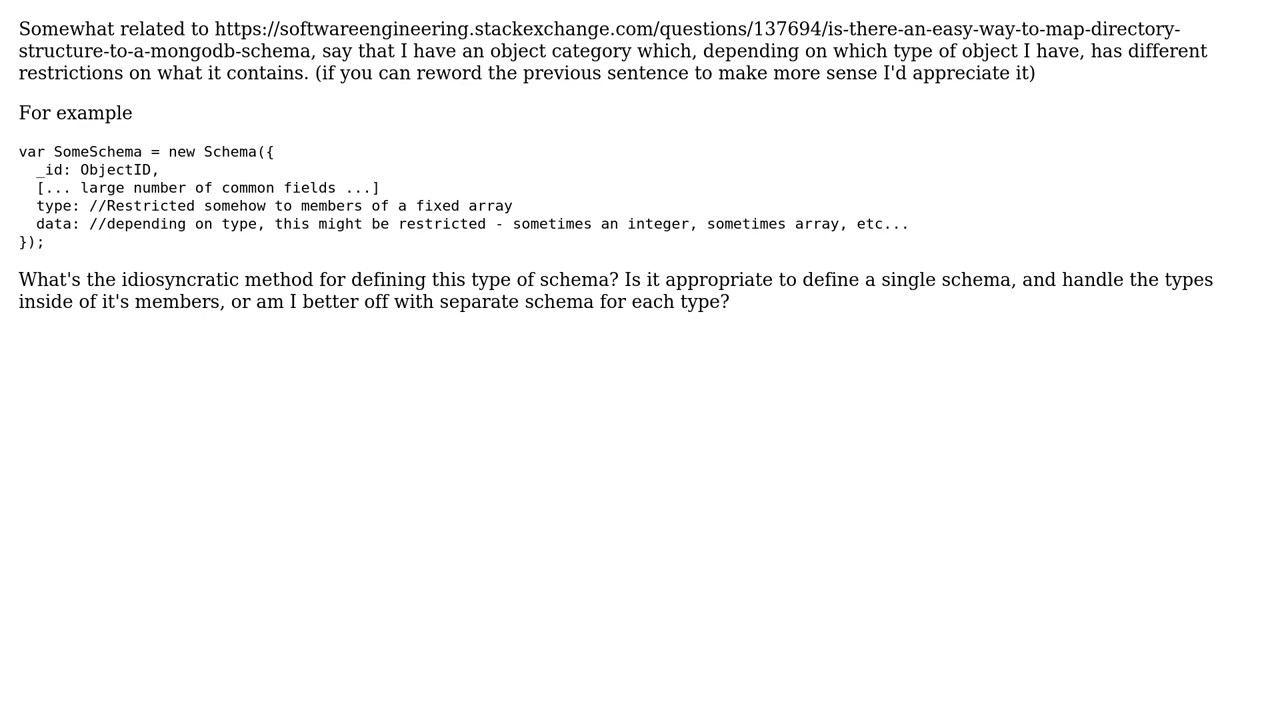 Somewhat related to https://softwareengineering.stackexchange.com/questions/137694/is-there-an-easy-way-to-map-directory-
structure-to-a-mongodb-schema, say that I have an object category which, depending on which type of object I have, has different
restrictions on what it contains. (if you can reword the previous sentence to make more sense I'd appreciate it)
For example
var SomeSchema = new Schema({
  _id: ObjectID,
  [... large number of common fields ...]
  type: //Restricted somehow to members of a fixed array
  data: //depending on type, this might be restricted - sometimes an integer, sometimes array, etc...
});
What's the idiosyncratic method for defining this type of schema? Is it appropriate to define a single schema, and handle the types
inside of it's members, or am I better off with separate schema for each type?